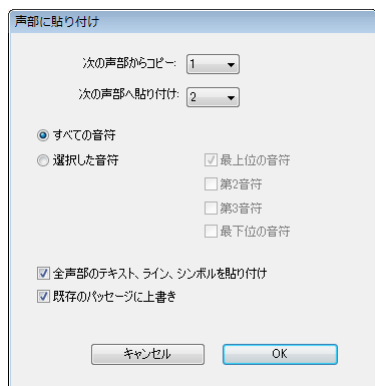 声部に貼り付け
次の声部からコピー: 1
次の声部へ貼り付け: 2
すべての音符
選択した音符
最上位の音符
第2音符
第3音符
最下位の音符
全声部のテキスト、ライン、シンボルを貼り付け
既存のパッセージに上書き
キャンセル OK